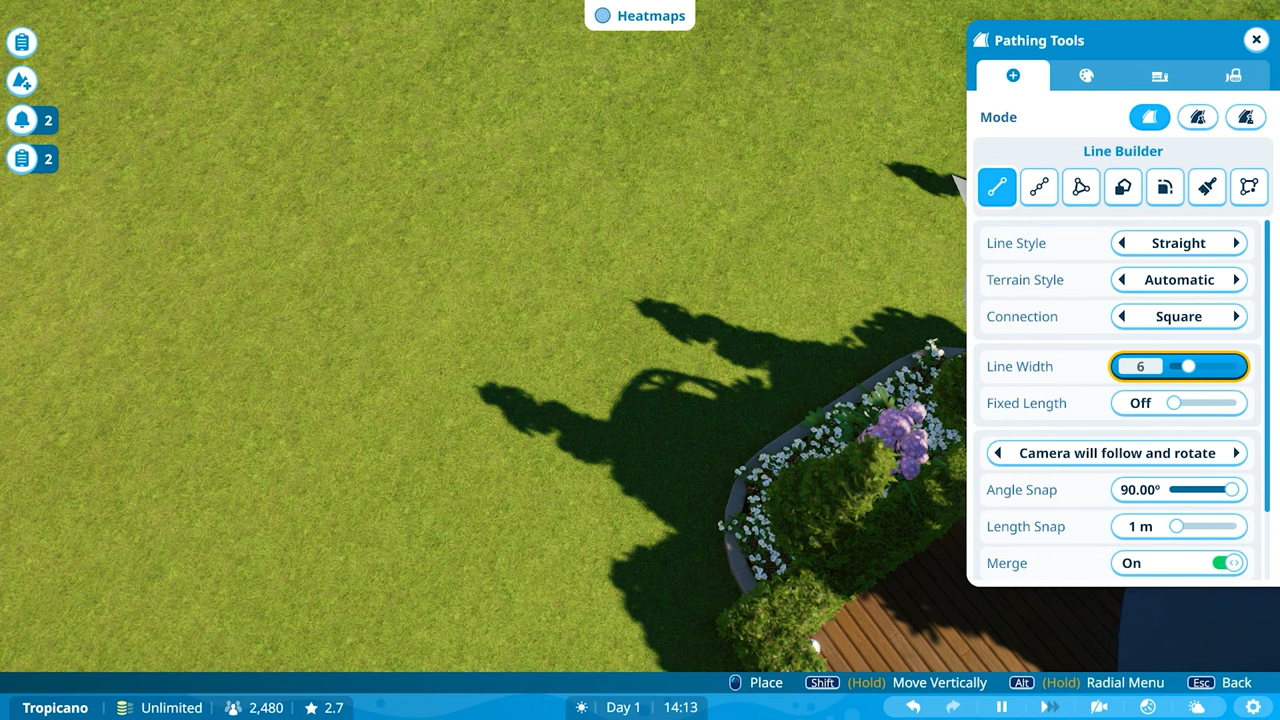 Heatmaps
2
2
Pathing Tools
Mode
Line Builder
Line Style Straight
Terrain Style Automatic
Connection Square
Line Width 6
Fixed Length Off
Camera will follow and rotate
Angle Snap 90.00°
Length Snap 1 m
Merge On
Place Shift (Hold) Move Vertically Alt (Hold) Radial Menu Esc Back
Tropicano Unlimited 2,480 2.7 Day 1 14:13